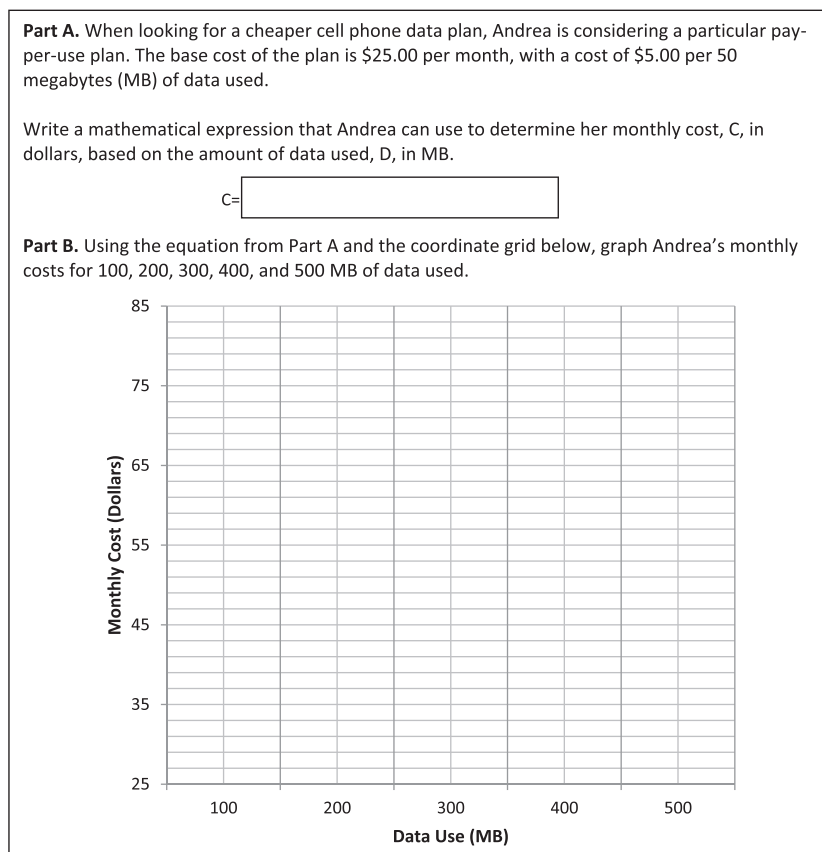 Part A. When looking for a cheaper cell phone data plan, Andrea is considering a particular pay-
per-use plan. The base cost of the plan is $25.00 per month, with a cost of $5.00 per 50
megabytes (MB) of data used.
Write a mathematical expression that Andrea can use to determine her monthly cost, C, in
dollars, based on the amount of data used, D, in MB.
C=
Part B. Using the equation from Part A and the coordinate grid below, graph Andrea's monthly
costs for 100, 200, 300, 400, and 500 MB of data used.
85
75
65
55
45
35
25
Monthly Cost (Dollars)
100 200 300 400 500
Data Use (MB)